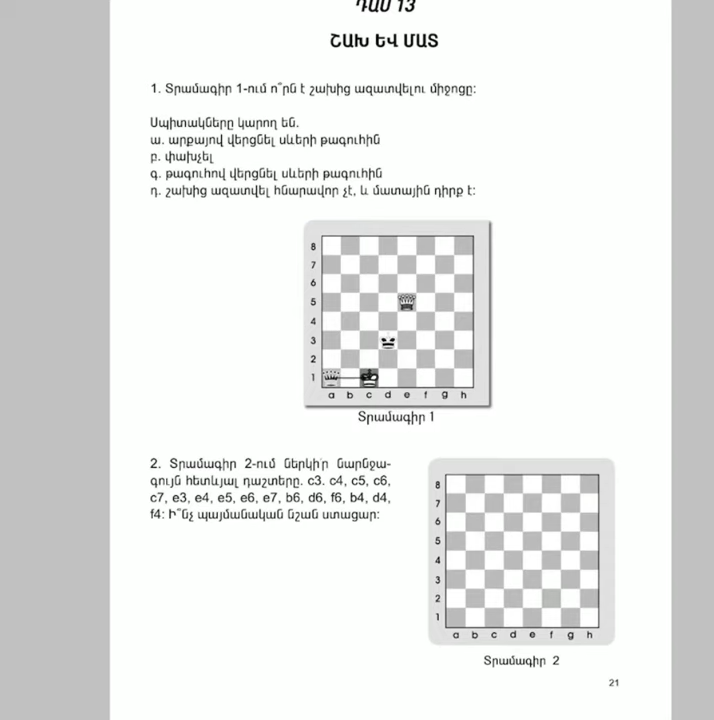 ԴԱՍ 13
ՇԱԽ ԵՎ ՄԱՏ
1. Տրամագիր 1-ում ո՞րն է շախից ազատվելու միջոցը:
Սպիտակները կարող են.
ա. արքայով վերցնել սևերի թագուհին
բ. փախչել
գ. թագուհով վերցնել սևերի թագուհին
դ. շախից ազատվել հնարավոր չէ, և մատային դիրք է:
8
7
6
5
4
3
2
1
a b c d e f g h
Տրամագիր 1
2. Տրամագիր 2-ում ներկի՛ր նարնջա-
գույն հետևյալ դաշտերը. c3. c4, c5, c6,
c7, e3, e4, e5, e6, e7, b6, d6, f6, b4, d4,
f4: Ի՞նչ պայմանական նշան ստացար:
8
7
6
5
4
3
2
1
a b c d e f g h
Տրամագիր 2
21